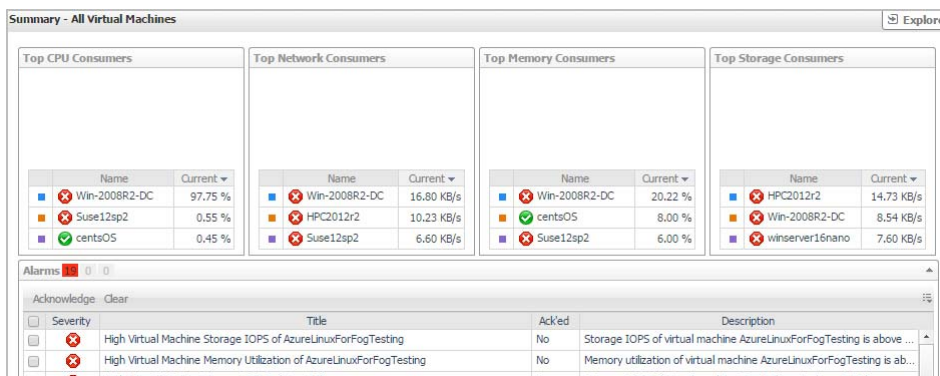 Summary - All Virtual Machines
Explore
Top CPU Consumers
Name Current
Win-2008R2-DC 97.75 %
Suse12sp2 0.55 %
centsOS 0.45 %
Top Network Consumers
Name Current
Win-2008R2-DC 16.80 KB/s
HPC2012r2 10.23 KB/s
Suse12sp2 6.60 KB/s
Top Memory Consumers
Name Current
Win-2008R2-DC 20.22 %
centsOS 8.00 %
Suse12sp2 6.00 %
Top Storage Consumers
Name Current
HPC2012r2 14.73 KB/s
Win-2008R2-DC 8.54 KB/s
winserver16nano 7.60 KB/s
Alarms 19 0 0
Acknowledge Clear
Severity Title Ack'ed Description
High Virtual Machine Storage IOPS of AzureLinuxForFogTesting No Storage IOPS of virtual machine AzureLinuxForFogTesting is above ...
High Virtual Machine Memory Utilization of AzureLinuxForFogTesting No Memory utilization of virtual machine AzureLinuxForFogTesting is ab...